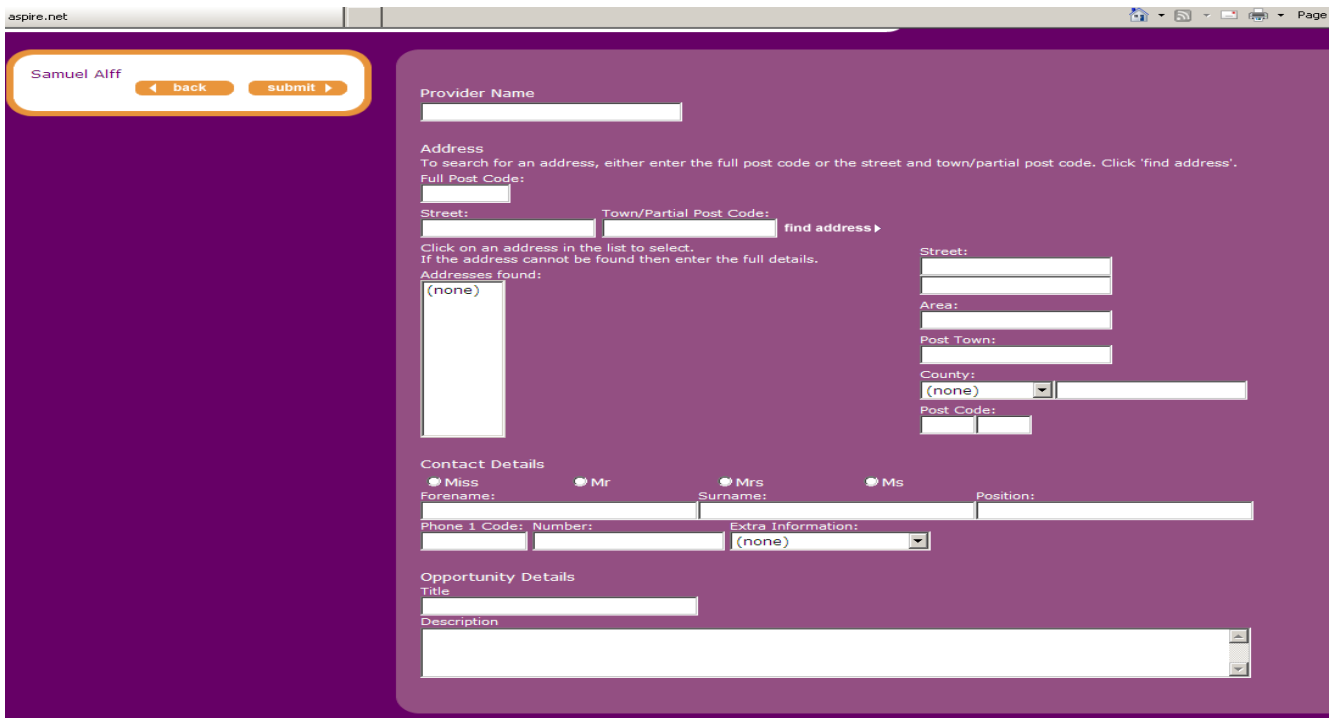 aspire.net
Page
Samuel Alff
back submit
Provider Name
Address
To search for an address, either enter the full post code or the street and town/partial post code. Click 'find address'.
Full Post Code:
Street: Town/Partial Post Code:
find address
Click on an address in the list to select.
If the address cannot be found then enter the full details.
Addresses found:
(none)
Street:
Area:
Post Town:
County:
(none)
Post Code:
Contact Details
Miss Mr Mrs Ms
Forename: Surname: Position:
Phone 1 Code: Number: Extra Information:
(none)
Opportunity Details
Title
Description